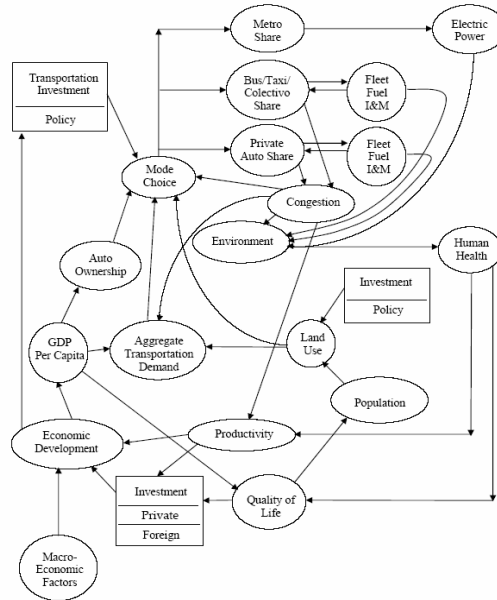 Metro
Share
Electric
Power
Transportation
Investment
Policy
Bus/Taxi/
Colectivo
Share
Fleet
Fuel
I&M
Private
Auto Share
Fleet
Fuel
I&M
Mode
Choice
Congestion
Environment
Human
Health
Auto
Ownership
Investment
Policy
GDP
Per Capita
Aggregate
Transportation
Demand
Land
Use
Population
Economic
Development
Productivity
Investment
Private
Foreign
Quality of
Life
Macro-
Economic
Factors